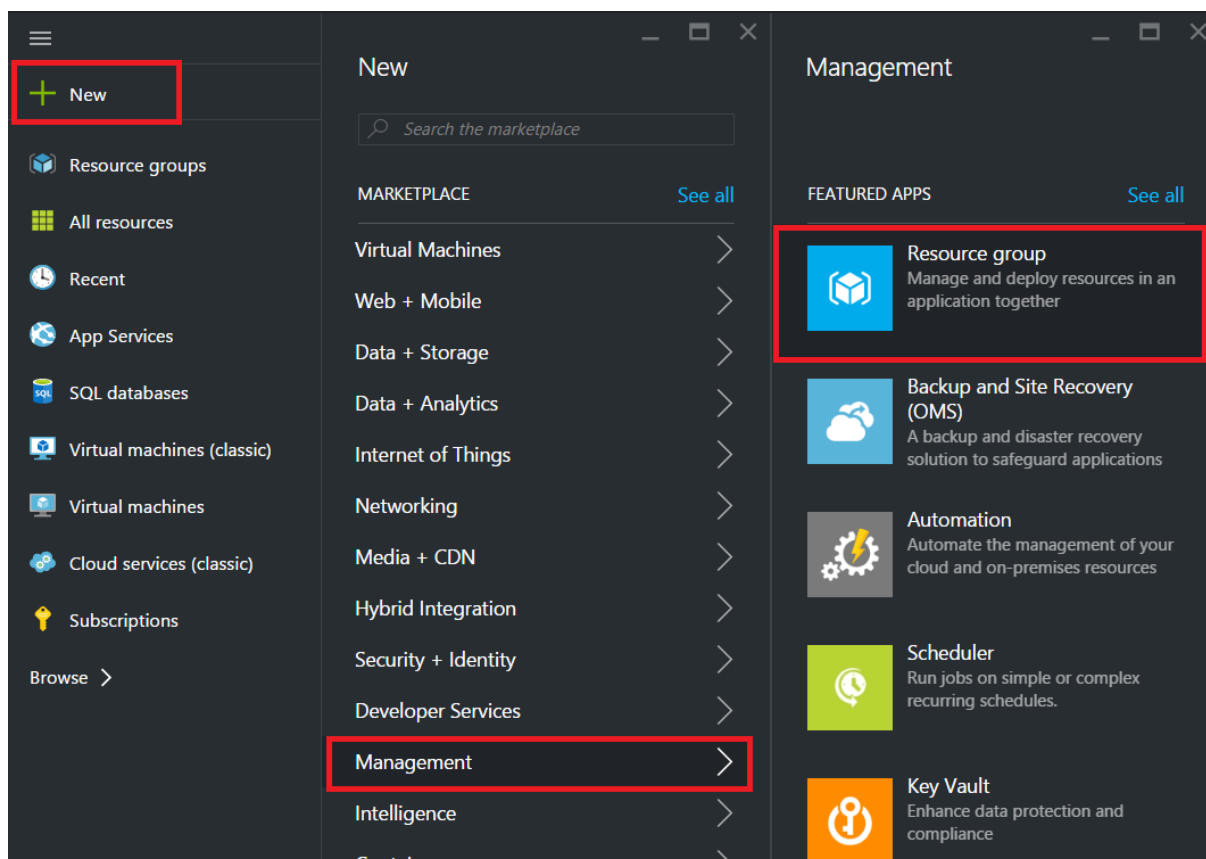 New
Resource groups
All resources
Recent
App Services
SQL
SQL databases
Virtual machines (classic)
Virtual machines
Cloud services (classic)
Subscriptions
Browse
New
Search the marketplace
MARKETPLACE
See all
Virtual Machines
Web + Mobile
Data + Storage
Data + Analytics
Internet of Things
Networking
Media + CDN
Hybrid Integration
Security + Identity
Developer Services
Management
Intelligence
Management
FEATURED APPS
See all
Resource group
Manage and deploy resources in an
application together
Backup and Site Recovery
(OMS)
A backup and disaster recovery
solution to safeguard applications
Automation
Automate the management of your
cloud and on-premises resources
Scheduler
Run jobs on simple or complex
recurring schedules.
Key Vault
Enhance data protection and
compliance